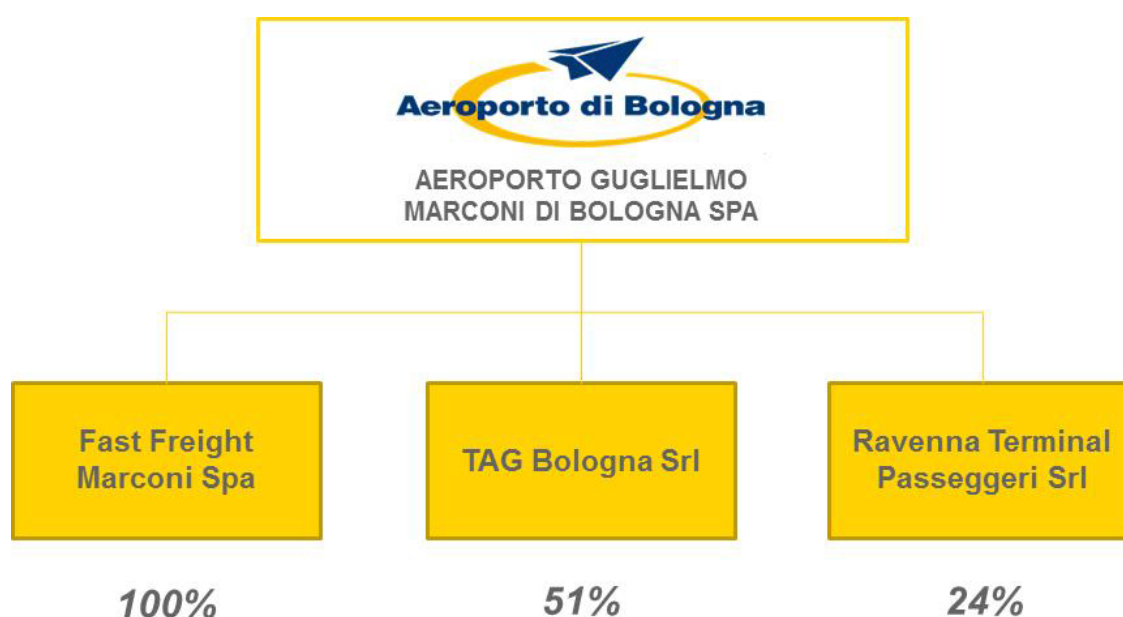 Aeroporto di Bologna
AEROPORTO GUGLIELMO
MARCONI DI BOLOGNA SPA
Fast Freight
Marconi Spa
TAG Bologna Srl
Ravenna Terminal
Passeggeri Srl
100%
51%
24%